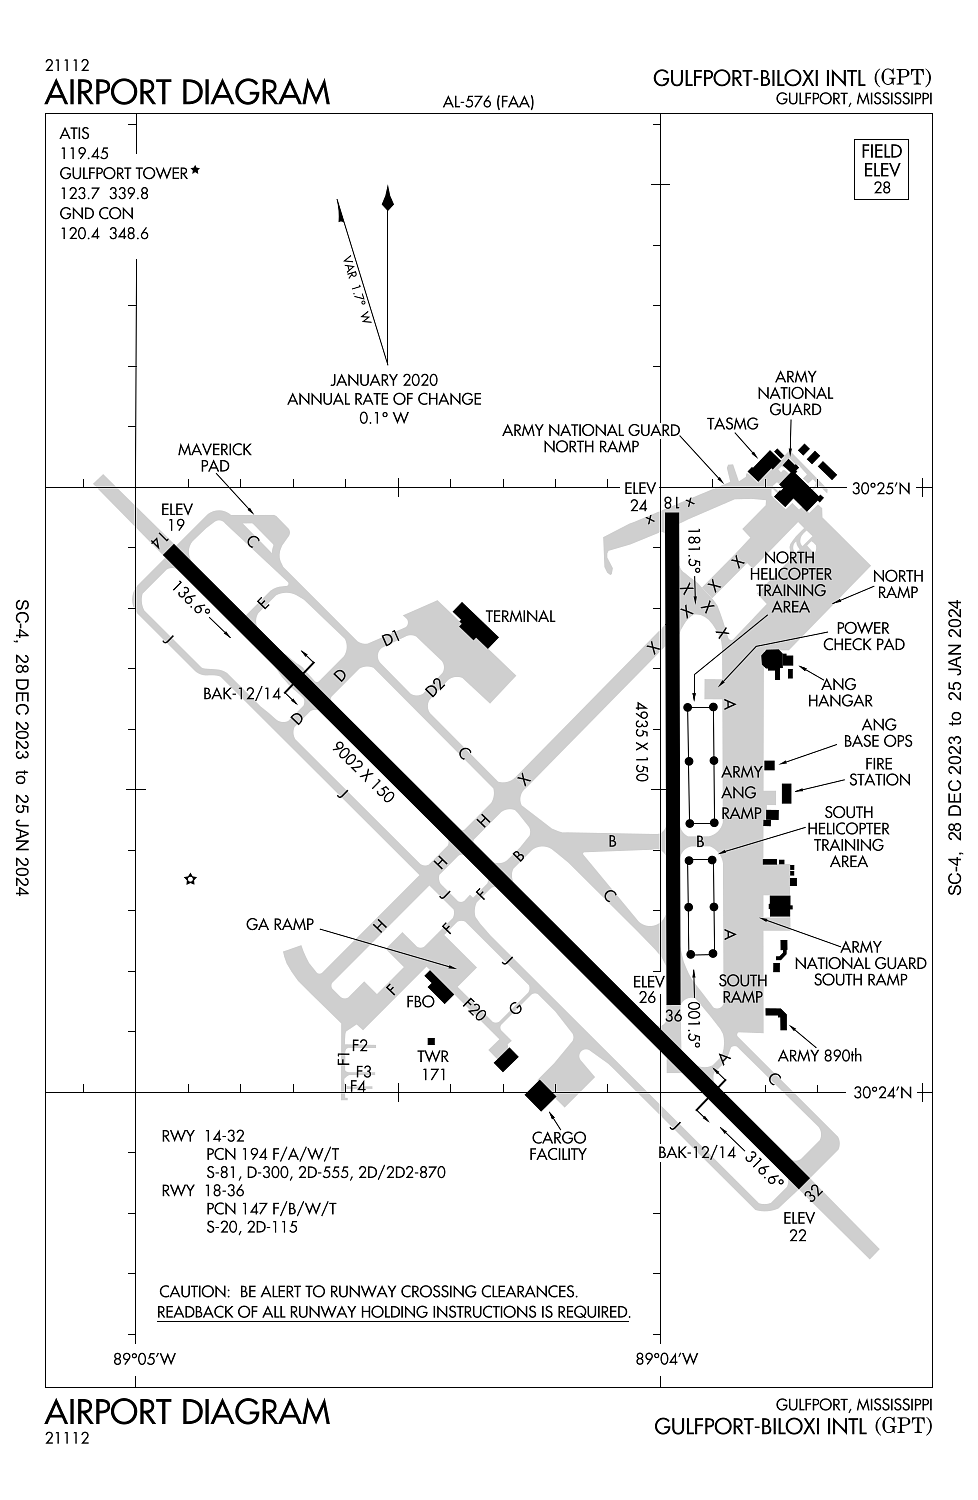 21112
AIRPORT DIAGRAM
AL-576 (FAA)
GULFPORT-BILOXI INTL (GPT)
GULFPORT, MISSISSIPPI
ATIS
119.45
GULFPORT TOWER
123.7 339.8
GND CON
120.4 348.6
FIELD
ELEV
28
VAR 1.7° W
JANUARY 2020
ANNUAL RATE OF CHANGE
0.1° W
ARMY
NATIONAL
GUARD
TASMG
ARMY NATIONAL GUARD
NORTH RAMP
MAVERICK
PAD
30°25'N
ELEV
24
18
X
X
ELEV
19
14
C
181.5°
X
NORTH
HELICOPTER
TRAINING
AREA
NORTH
RAMP
136.6°
E
X
X
X
X
X
X
J
TERMINAL
D1
POWER
CHECK PAD
D
D2
BAK-12/14
D
ANG
HANGAR
A
4935 X 150
ANG
BASE OPS
9002 X 150
C
X
FIRE
STATION
ARMY
ANG
RAMP
J
H
B
B
B
SOUTH
HELICOPTER
TRAINING
AREA
H
J
F
C
H
F
GA RAMP
A
ARMY
NATIONAL GUARD
SOUTH RAMP
J
F
FBO
F20
G
ELEV
26
SOUTH
RAMP
36
001.5°
F1
F2
F3
F4
TWR
171
ARMY 890th
A
C
30°24'N
CARGO
FACILITY
J
BAK-12/14
316.6°
32
ELEV
22
RWY 14-32
PCN 194 F/A/W/T
S-81, D-300, 2D-555, 2D/2D2-870
RWY 18-36
PCN 147 F/B/W/T
S-20, 2D-115
CAUTION: BE ALERT TO RUNWAY CROSSING CLEARANCES.
READBACK OF ALL RUNWAY HOLDING INSTRUCTIONS IS REQUIRED.
89°05'W
89°04'W
SC-4, 28 DEC 2023 to 25 JAN 2024
SC-4, 28 DEC 2023 to 25 JAN 2024
AIRPORT DIAGRAM
21112
GULFPORT, MISSISSIPPI
GULFPORT-BILOXI INTL (GPT)